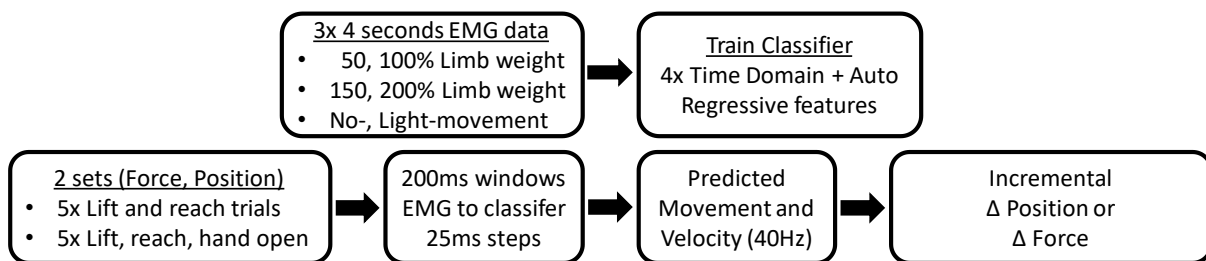 3x 4 seconds EMG data
• 50, 100% Limb weight
• 150, 200% Limb weight
• No-, Light-movement
Train Classifier
4x Time Domain + Auto
Regressive features
2 sets (Force, Position)
• 5x Lift and reach trials
• 5x Lift, reach, hand open
200ms windows
EMG to classifer
25ms steps
Predicted
Movement and
Velocity (40Hz)
Incremental
Δ Position or
Δ Force